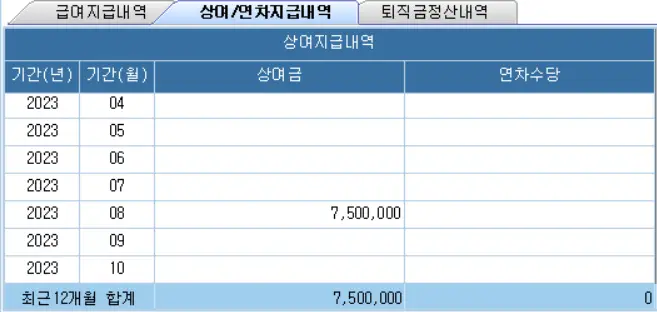 급여지급내역 상여/연차지급내역 퇴직금정산내역
상여지급내역
기간(년) 기간(월) 상여금 연차수당
2023 04
2023 05
2023 06
2023 07
2023 08 7,500,000
2023 09
2023 10
최근12개월 합계 7,500,000 0